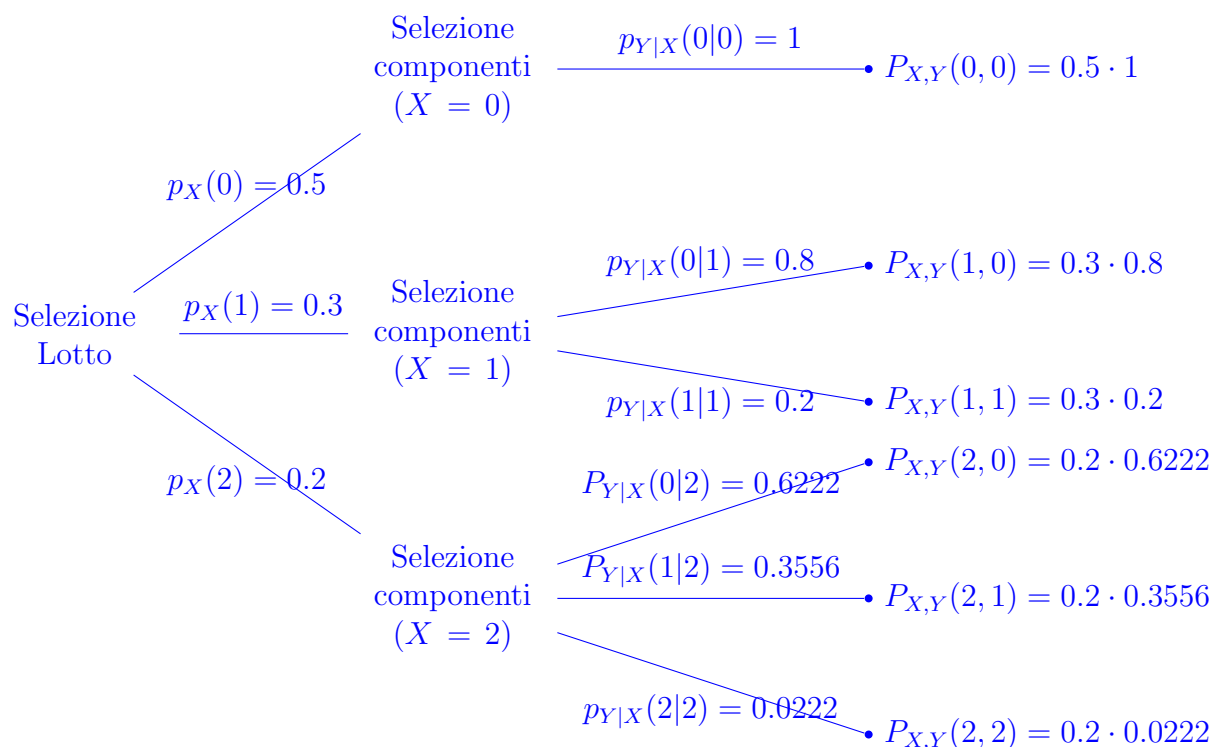 Selezione
componenti
(X = 0)
p_{Y|X}(0|0) = 1
P_{X,Y}(0, 0) = 0.5 · 1
p_X(0) = 0.5
Selezione
Lotto
p_X(1) = 0.3
Selezione
componenti
(X = 1)
p_{Y|X}(0|1) = 0.8
P_{X,Y}(1, 0) = 0.3 · 0.8
p_{Y|X}(1|1) = 0.2
P_{X,Y}(1, 1) = 0.3 · 0.2
p_X(2) = 0.2
Selezione
componenti
(X = 2)
P_{Y|X}(0|2) = 0.6222
P_{X,Y}(2, 0) = 0.2 · 0.6222
P_{Y|X}(1|2) = 0.3556
P_{X,Y}(2, 1) = 0.2 · 0.3556
p_{Y|X}(2|2) = 0.0222
P_{X,Y}(2, 2) = 0.2 · 0.0222